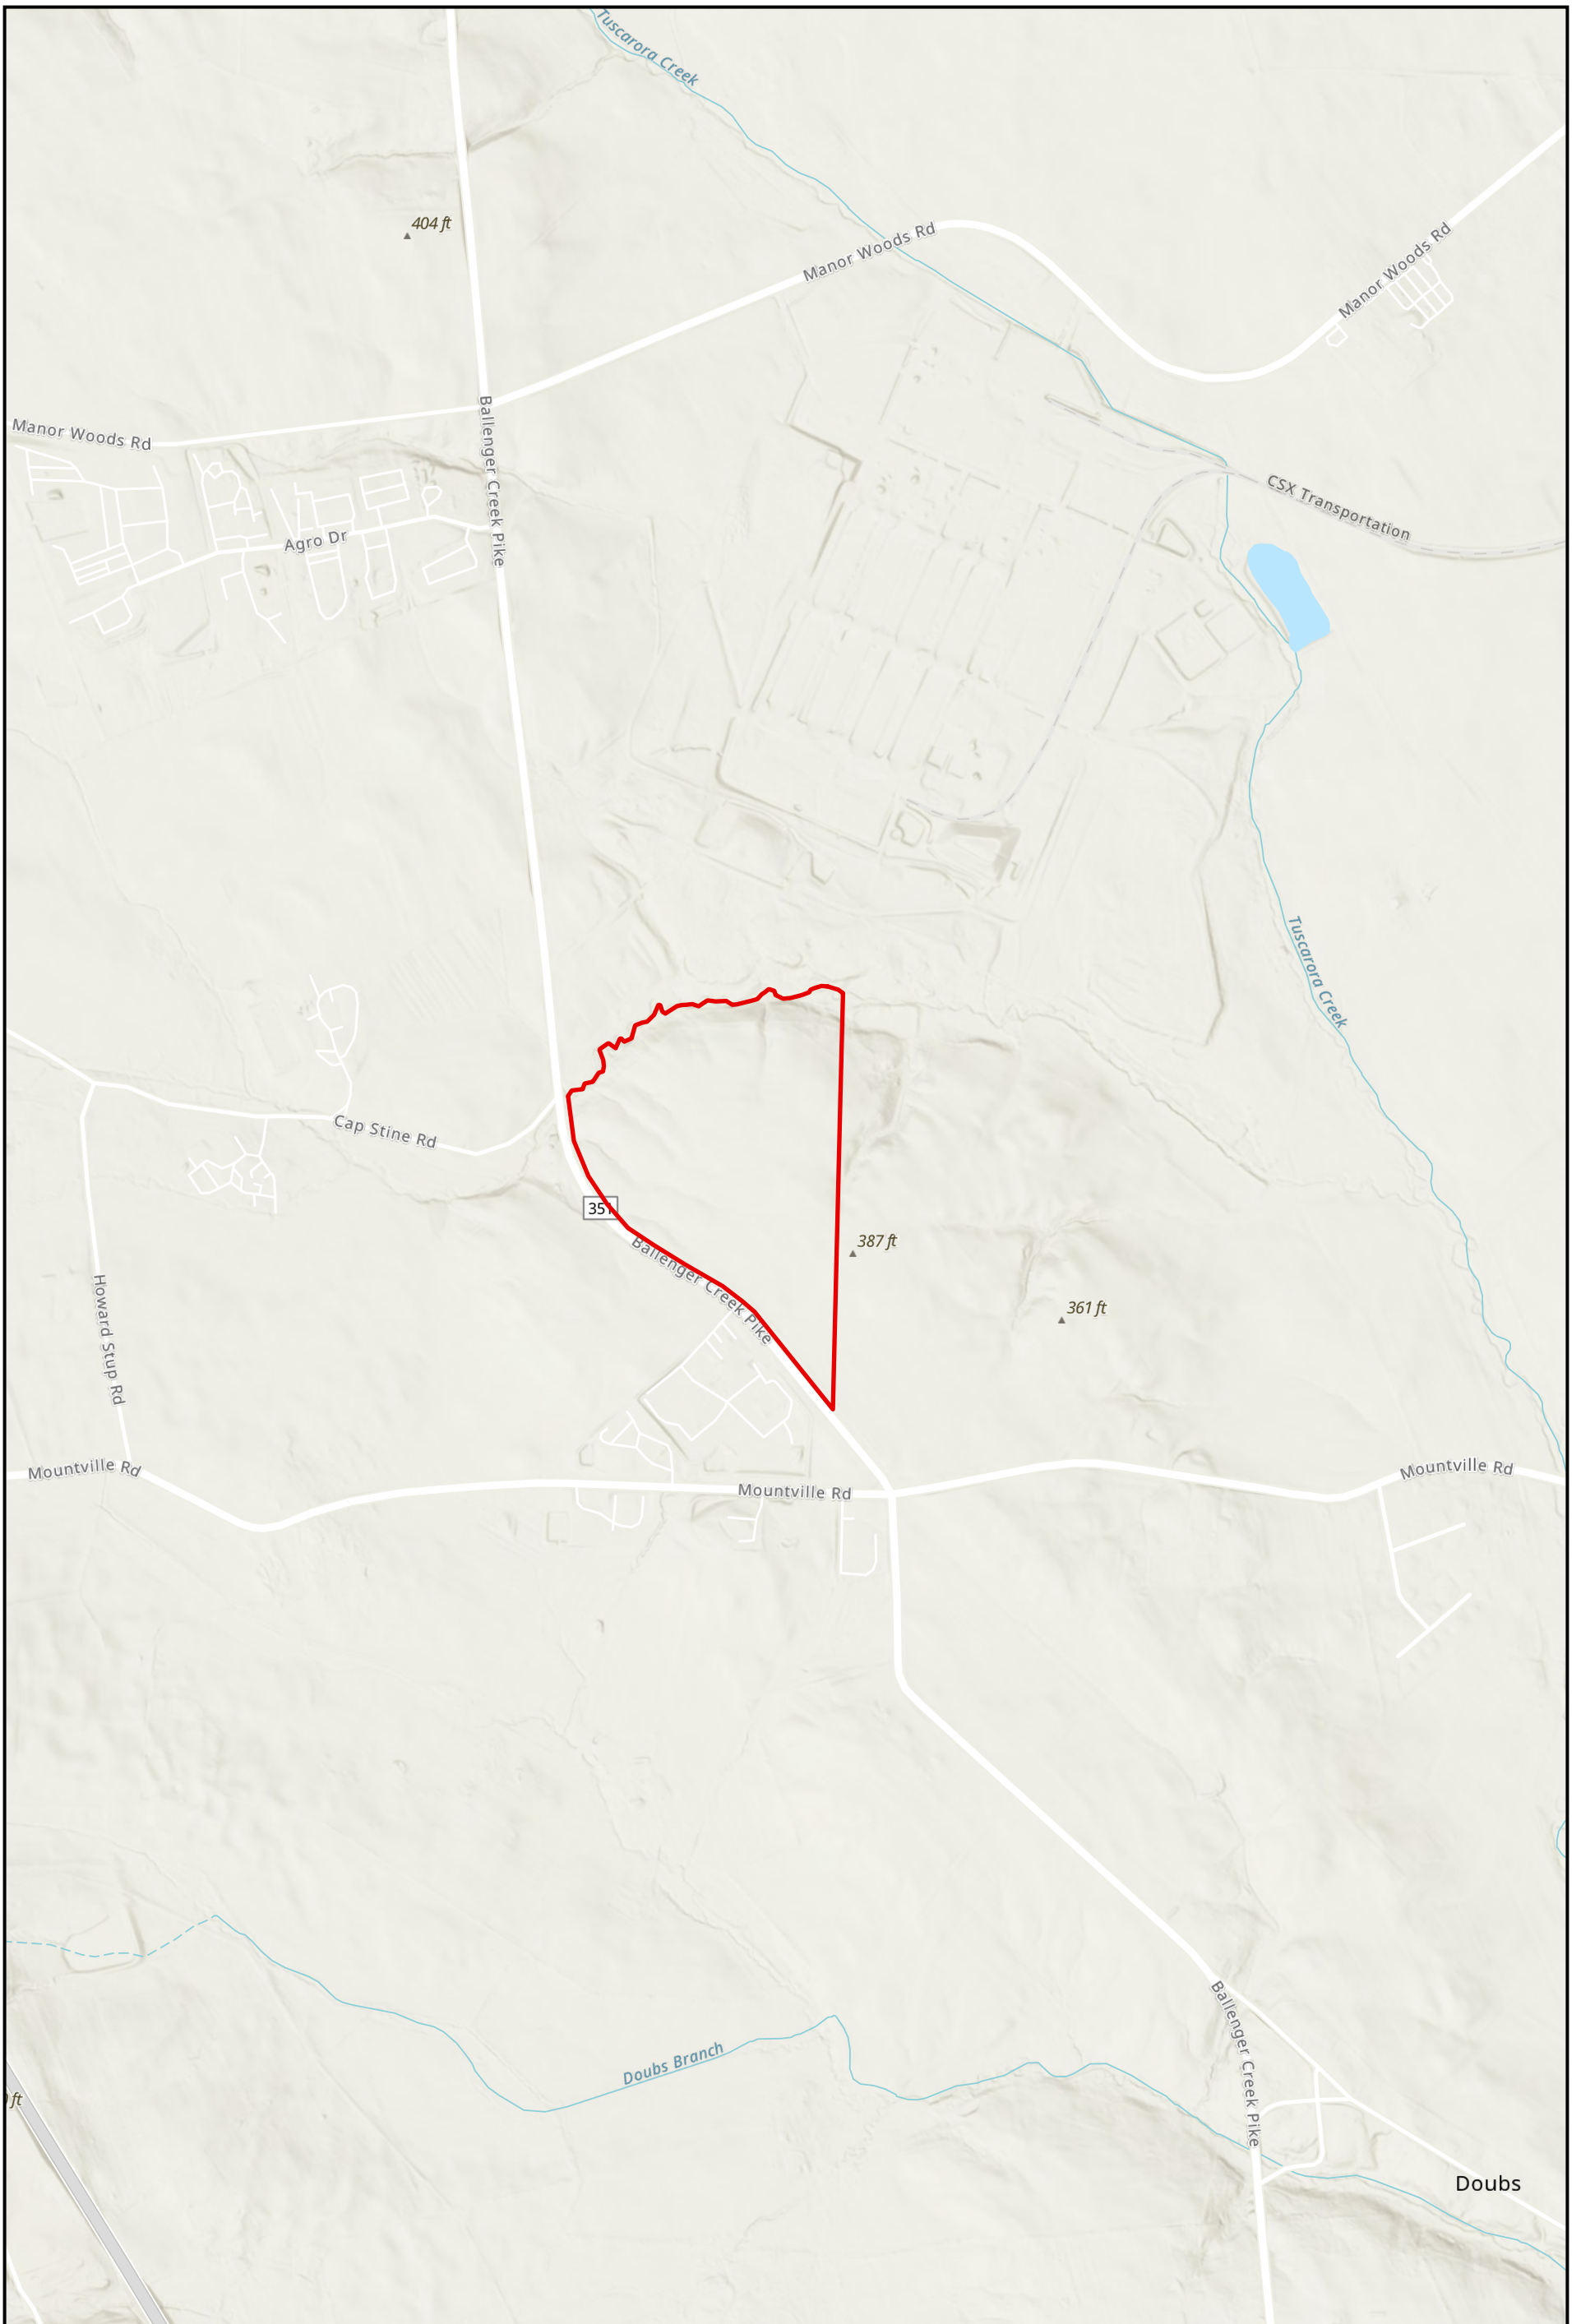 Tuscarora Creek
404 ft
Manor Woods Rd
Manor Woods Rd
Manor Woods Rd
Ballenger Creek Pike
Agro Dr
CSX Transportation
Tuscarora Creek
Cap Stine Rd
351
Ballenger Creek Pike
387 ft
361 ft
Howard Stup Rd
Mountville Rd
Mountville Rd
Mountville Rd
Ballenger Creek Pike
Doubs Branch
ft
Doubs